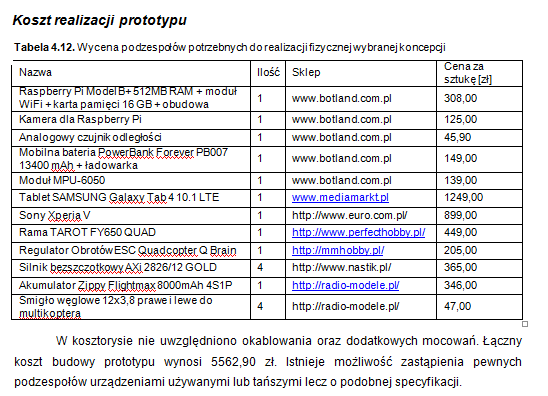 Koszt realizacji prototypu
Tabela 4.12. Wycena podzespołów potrzebnych do realizacji fizycznej wybranej koncepcji
Nazwa Ilość Sklep Cena za sztukę [zł]
Raspberry Pi Model B+ 512MB RAM + moduł WiFi + karta pamięci 16 GB + obudowa 1 www.botland.com.pl 308,00
Kamera dla Raspberry Pi 1 www.botland.com.pl 125,00
Analogowy czujnik odległości 1 www.botland.com.pl 45,90
Mobilna bateria PowerBank Forever PB007 13400 mAh + ładowarka 1 www.botland.com.pl 149,00
Moduł MPU-6050 1 www.botland.com.pl 139,00
Tablet SAMSUNG Galaxy Tab 4 10.1 LTE 1 www.mediamarkt.pl 1249,00
Sony Xperia V 1 http://www.euro.com.pl/ 899,00
Rama TAROT FY650 QUAD 1 http://www.perfecthobby.pl/ 449,00
Regulator Obrotów ESC Quadcopter Q Brain 1 http://mmhobby.pl/ 205,00
Silnik bezszczotkowy AXi 2826/12 GOLD 4 http://www.nastik.pl/ 365,00
Akumulator Zippy Flightmax 8000mAh 4S1P 1 http://radio-modele.pl/ 346,00
Śmigło węglowe 12x3,8 prawe i lewe do multikoptera 4 http://radio-modele.pl/ 47,00
W kosztorysie nie uwzględniono okablowania oraz dodatkowych mocowań. Łączny
koszt budowy prototypu wynosi 5562,90 zł. Istnieje możliwość zastąpienia pewnych
podzespołów urządzeniami używanymi lub tańszymi lecz o podobnej specyfikacji.